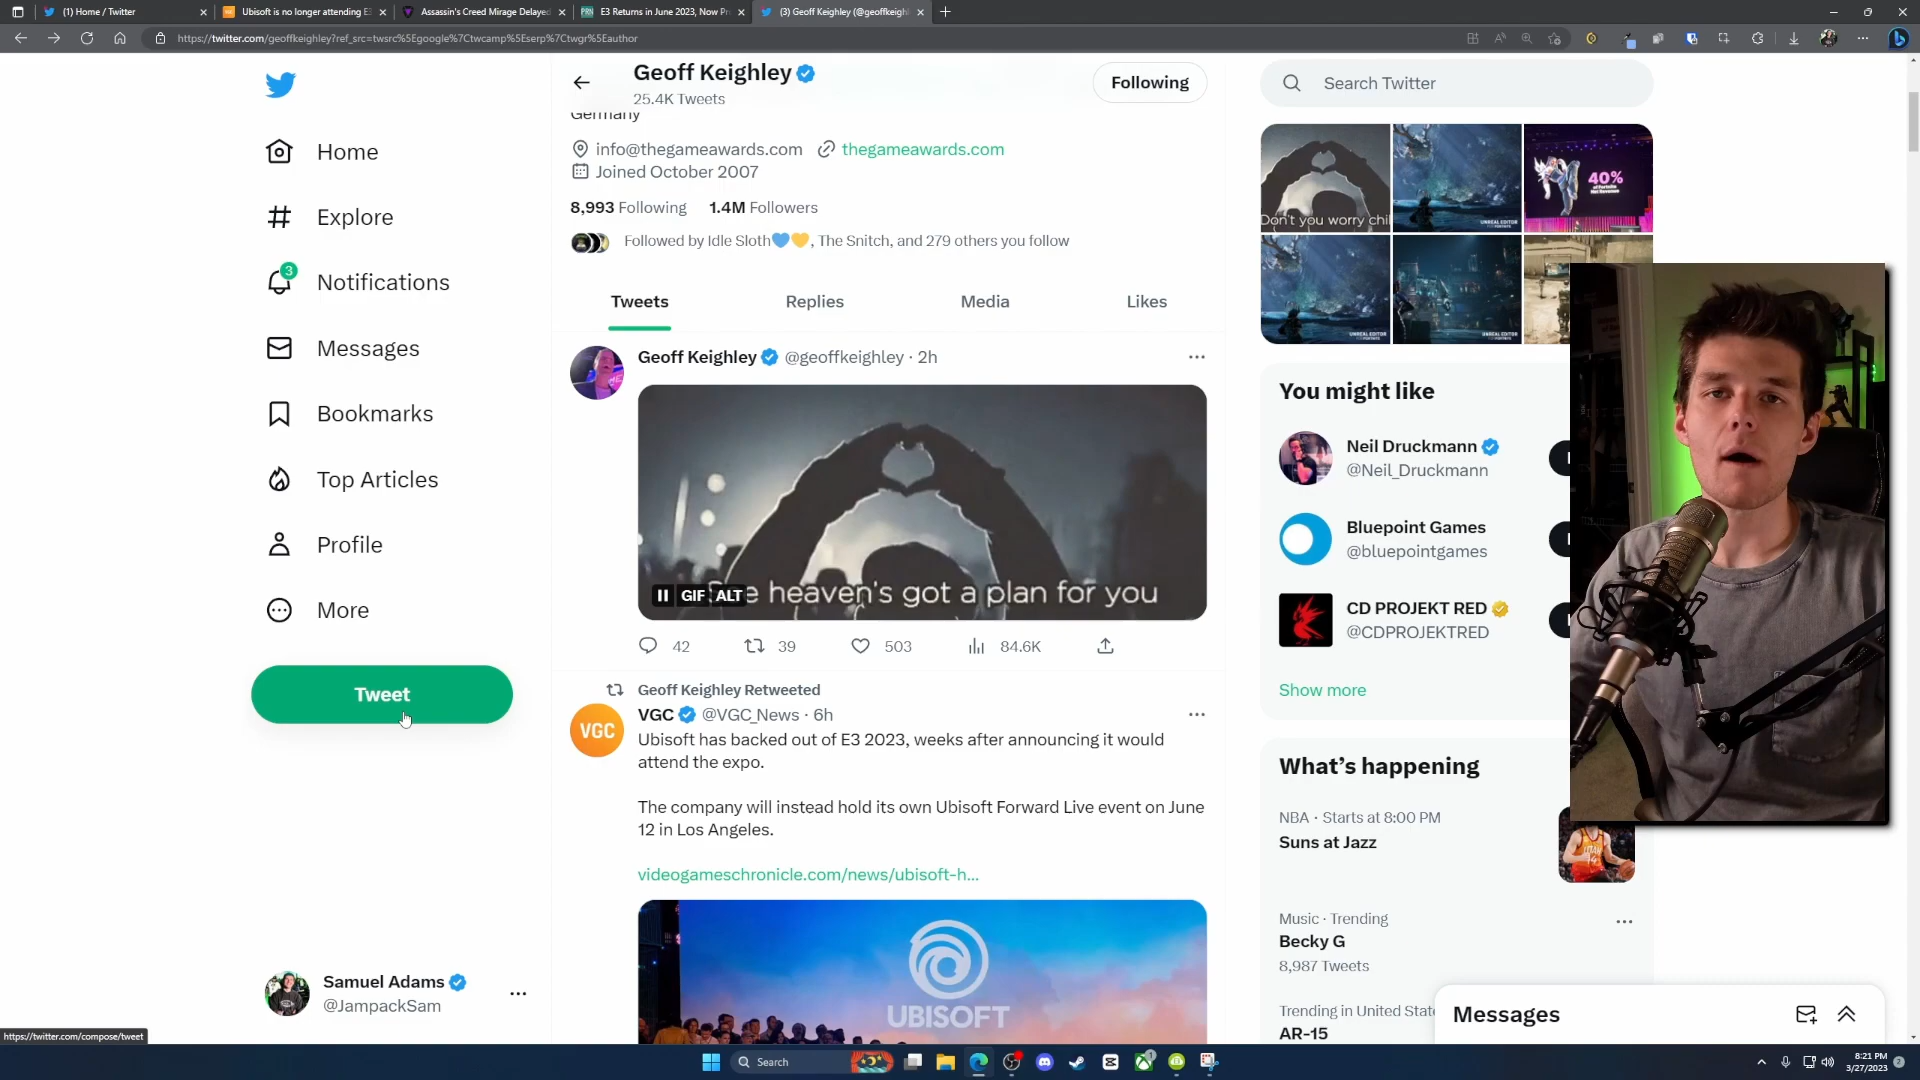 (1) Home / Twitter
Ubisoft is no longer attending E3
Assassin's Creed Mirage Delayed
E3 Returns in June 2023, Now Pr
(3) Geoff Keighley (@geoffkeighl
https://twitter.com/geoffkeighley?ref_src=twsrc%5Egoogle%7Ctwcamp%5Eserp%7Ctwgr%5Eauthor
Home
Explore
3
Notifications
Messages
Bookmarks
Top Articles
Profile
More
Tweet
Samuel Adams
@JampackSam
https://twitter.com/compose/tweet
Geoff Keighley
25.4K Tweets
Following
Germany
info@thegameawards.com thegameawards.com
Joined October 2007
8,993 Following 1.4M Followers
Followed by Idle Sloth💙💛, The Snitch, and 279 others you follow
Tweets Replies Media Likes
Geoff Keighley @geoffkeighley · 2h
heaven's got a plan for you
GIF ALT
42 39 503 84.6K
Geoff Keighley Retweeted
VGC
VGC @VGC_News · 6h
Ubisoft has backed out of E3 2023, weeks after announcing it would
attend the expo.
The company will instead hold its own Ubisoft Forward Live event on June
12 in Los Angeles.
videogameschronicle.com/news/ubisoft-h...
UBISOFT
Search Twitter
Don't you worry chil
UNREAL EDITOR
40%
of Fortnite
Net Revenue
UNREAL EDITOR
UNREAL EDITOR
You might like
Neil Druckmann
@Neil_Druckmann
Bluepoint Games
@bluepointgames
CD PROJEKT RED
@CDPROJEKTRED
Show more
What's happening
NBA · Starts at 8:00 PM
Suns at Jazz
Music · Trending
Becky G
8,987 Tweets
Trending in United State
AR-15
Messages
Search
8:21 PM
3/27/2023